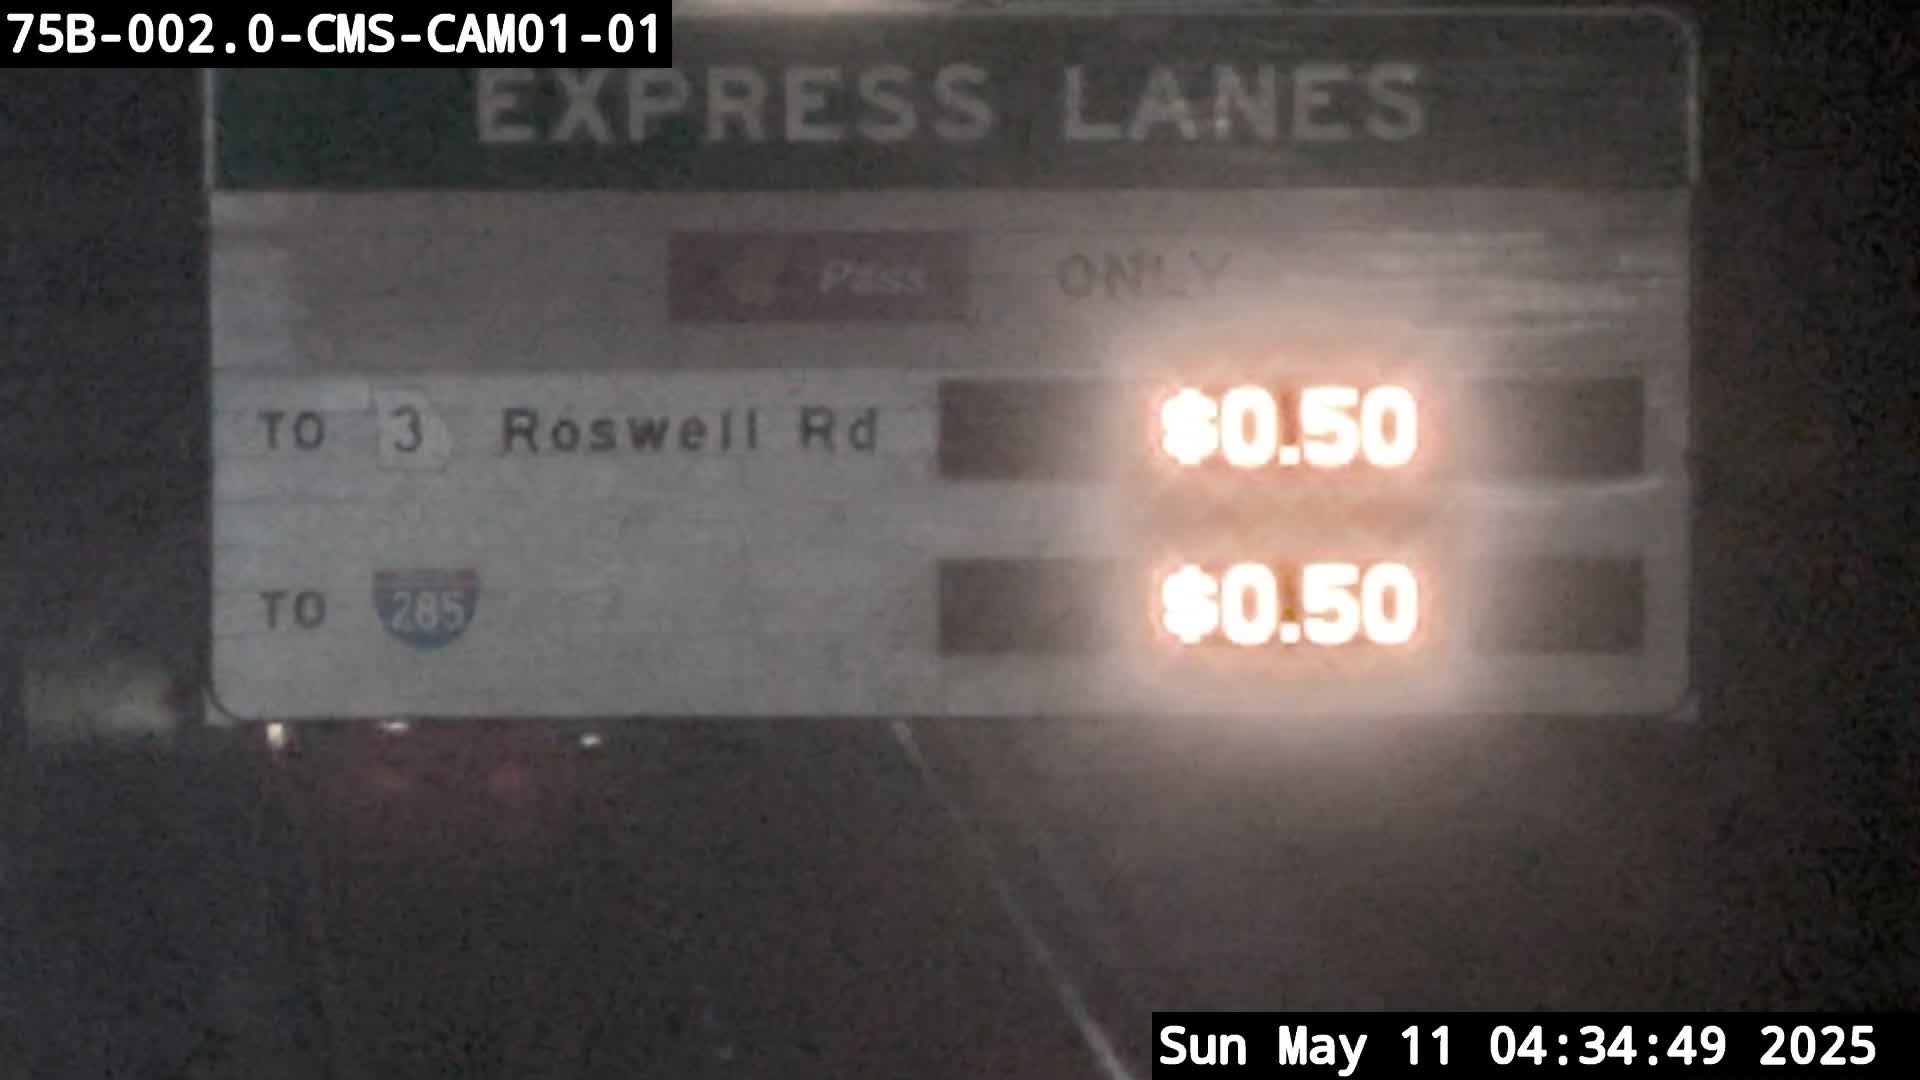 75B-002.0-CMS-CAM01-01
EXPRESS LANES
Pass ONLY
TO 3 Roswell Rd $0.50
TO 285 $0.50
Sun May 11 04:34:49 2025